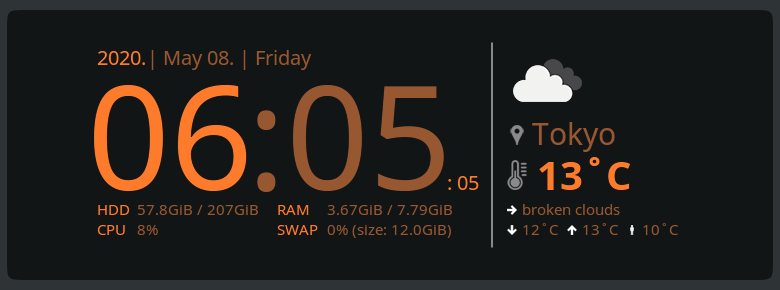 2020.| May 08. | Friday
06:05 : 05
HDD 57.8GiB / 207GiB RAM 3.67GiB / 7.79GiB
CPU 8% SWAP 0% (size: 12.0GiB)
Tokyo
13°C
broken clouds
12°C 13°C 10°C